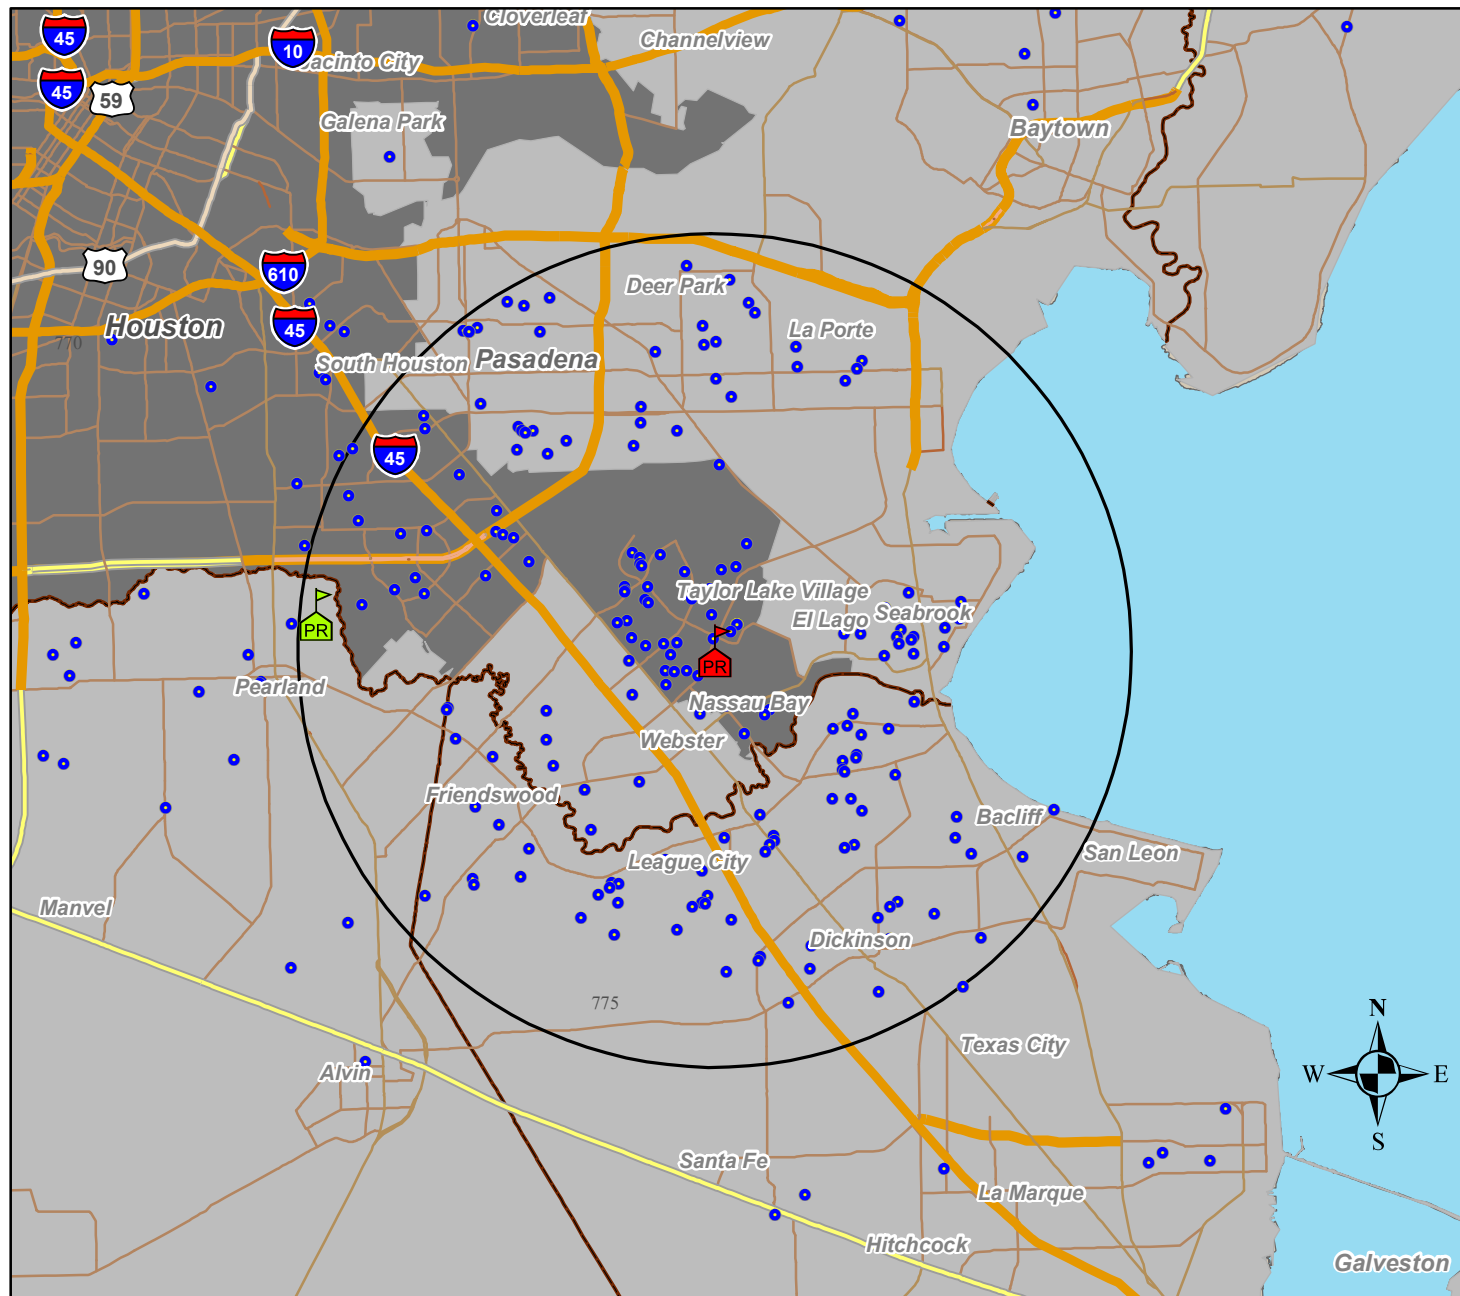 Cloverleaf
45
10
Channelview
Jacinto City
45
59
Galena Park
Baytown
90
610
Deer Park
Houston
45
La Porte
770
South Houston
Pasadena
45
Taylor Lake Village
El Lago
Seabrook
PR
PR
Pearland
Nassau Bay
Webster
Friendswood
Bacliff
San Leon
League City
Manvel
Dickinson
775
N
Texas City
W
E
Alvin
S
Santa Fe
La Marque
Hitchcock
Galveston